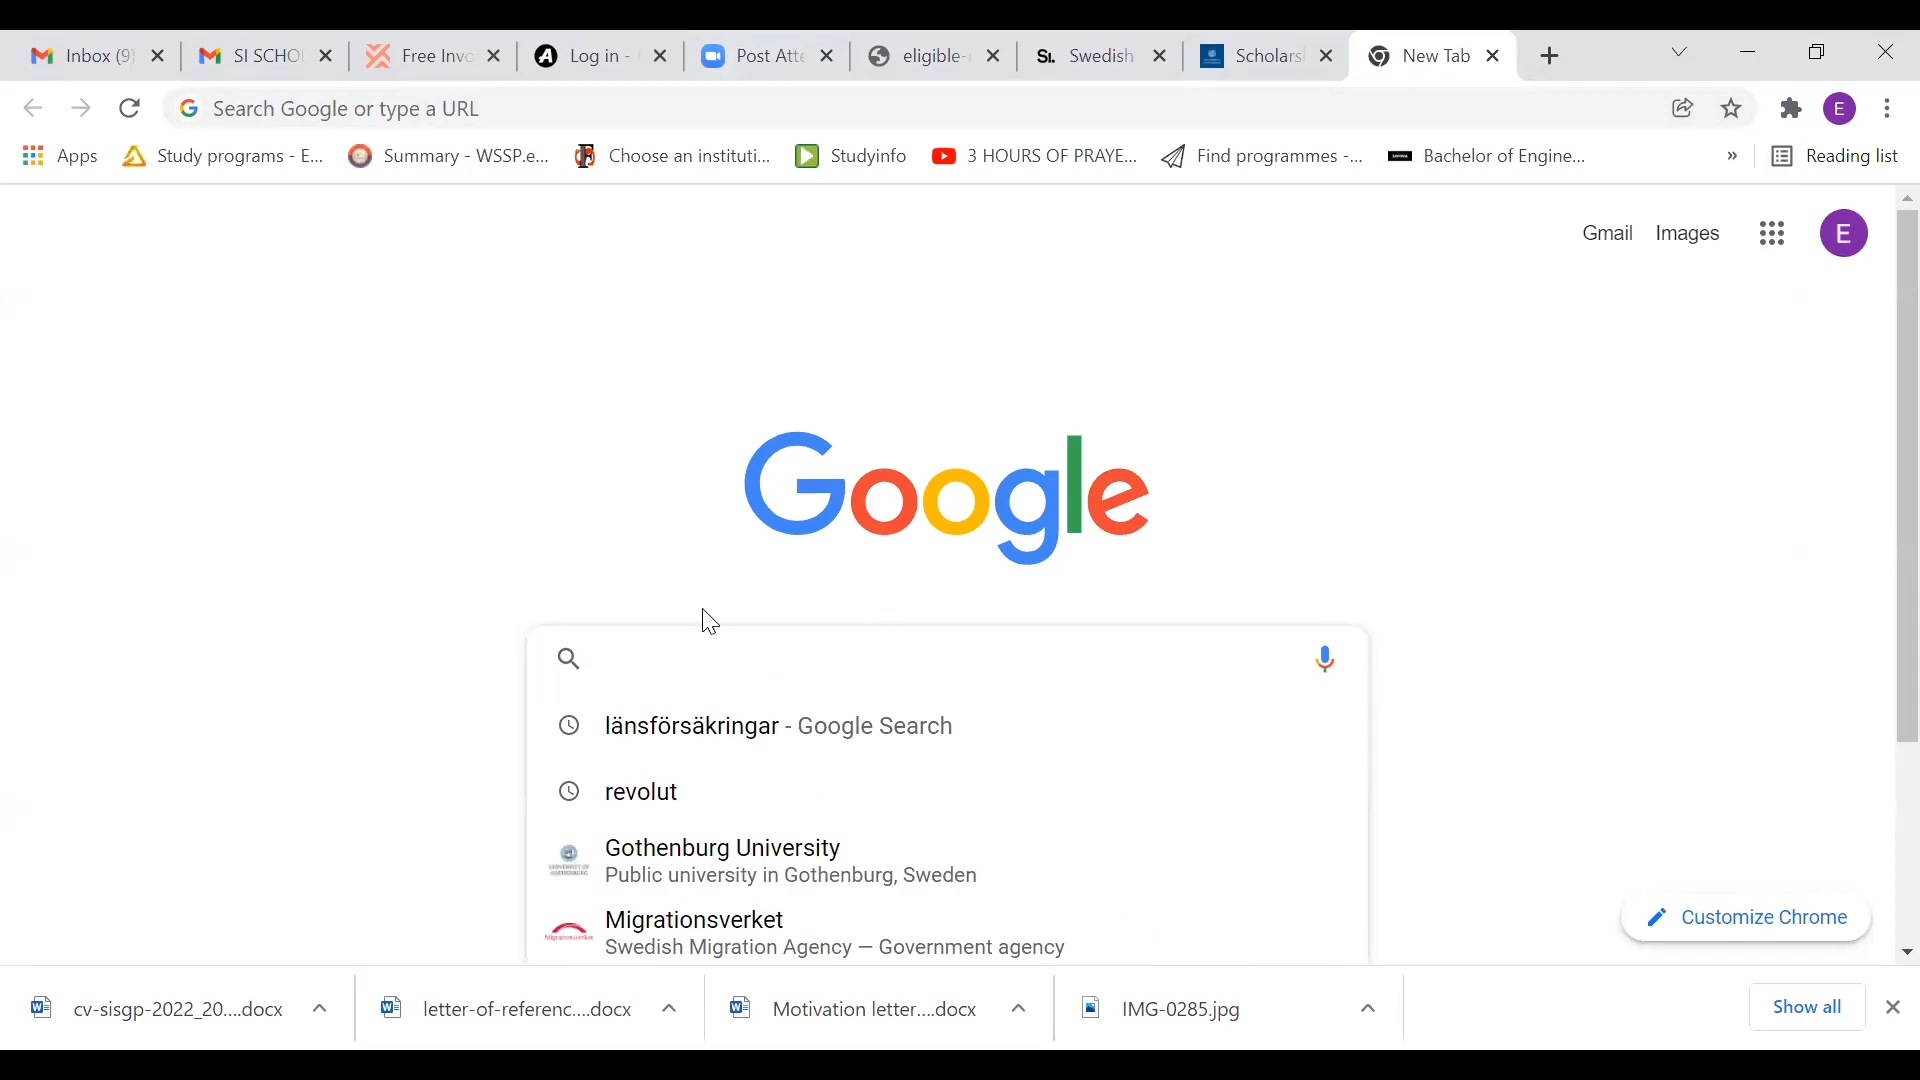 Inbox (9)
SI SCHOL
Free Invo
Log in -
Post Atte
eligible-
Si. Swedish
Scholars
New Tab
Search Google or type a URL
E
Apps
Study programs - E...
Summary - WSSP.e...
Choose an instituti...
Studyinfo
3 HOURS OF PRAYE...
Find programmes -...
Bachelor of Engine...
»
Reading list
Gmail
Images
E
Google
länsförsäkringar - Google Search
revolut
Gothenburg University
Public university in Gothenburg, Sweden
Migrationsverket
Swedish Migration Agency — Government agency
Customize Chrome
cv-sisgp-2022_20....docx
letter-of-referenc....docx
Motivation letter....docx
IMG-0285.jpg
Show all